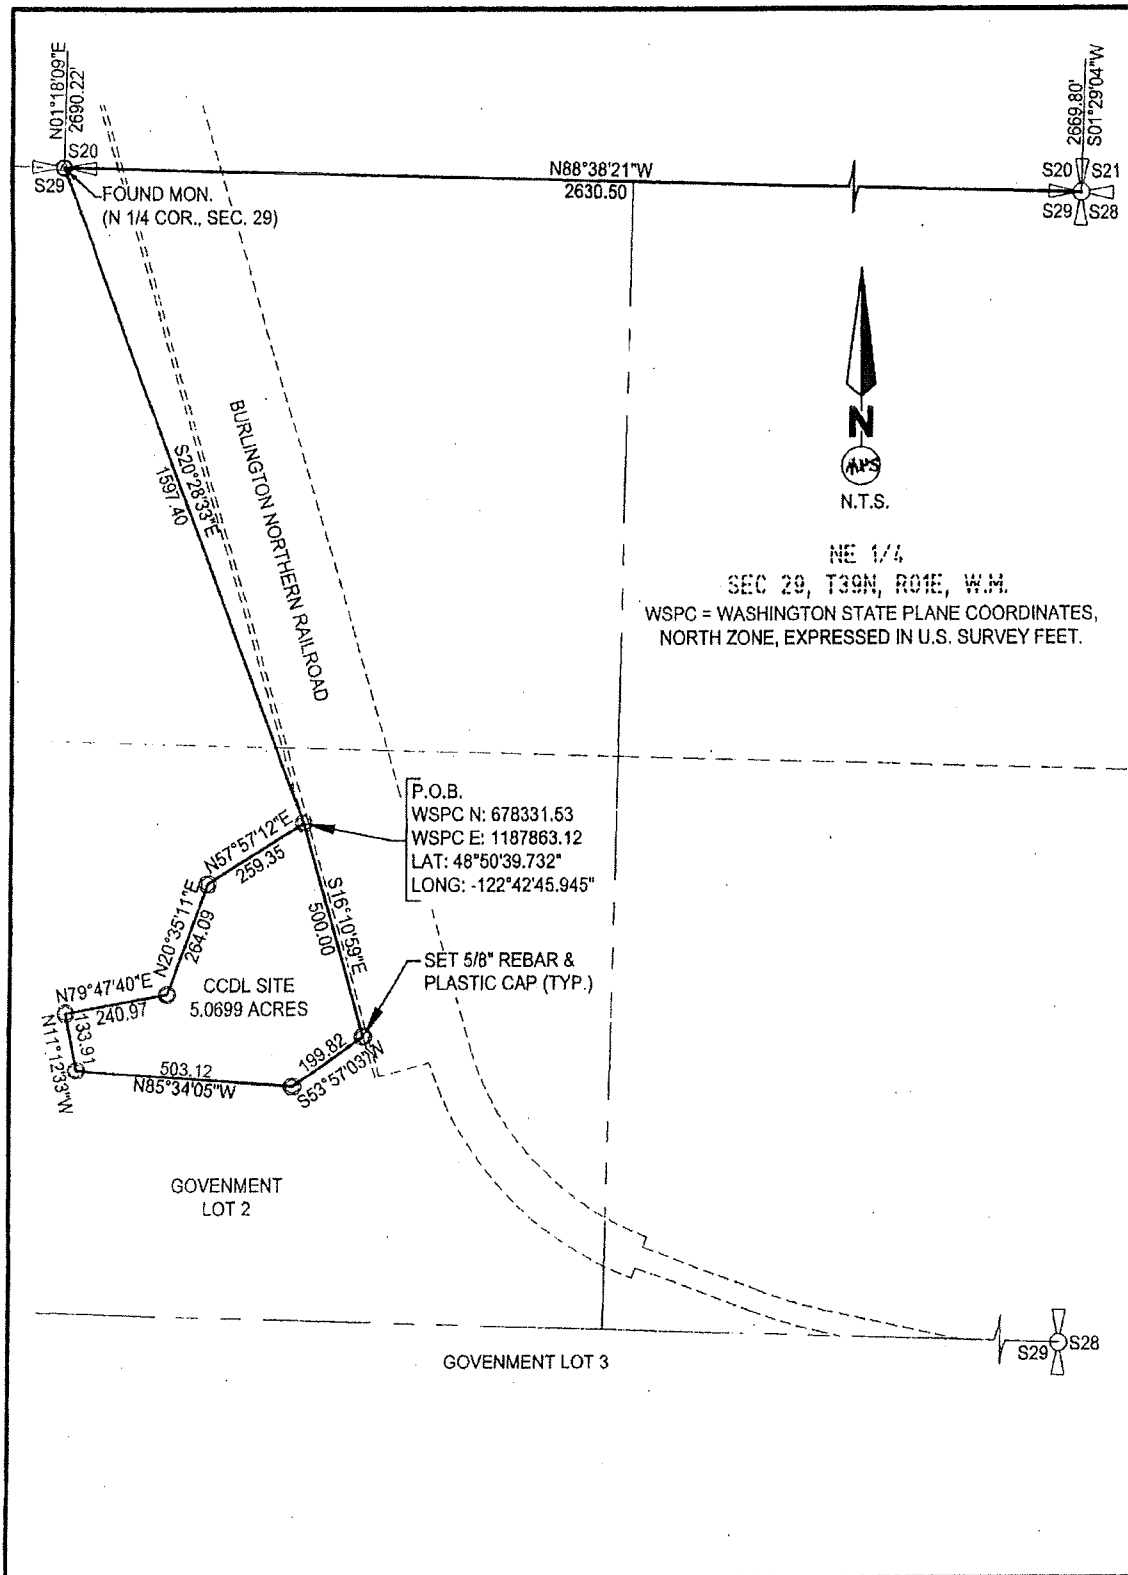 N01°18'09"E
2690.22'
2669.80'
S01°29'04"W
S20
S29
N88°38'21"W
2630.50
S20 S21
S29 S28
FOUND MON.
(N 1/4 COR., SEC. 29)
S20°28'33"E
1597.40
BURLINGTON NORTHERN RAILROAD
N
N.T.S.
NE 1/4
SEC 29, T39N, R01E, W.M.
WSPC = WASHINGTON STATE PLANE COORDINATES,
NORTH ZONE, EXPRESSED IN U.S. SURVEY FEET.
P.O.B.
WSPC N: 678331.53
WSPC E: 1187863.12
LAT: 48°50'39.732"
LONG: -122°42'45.945"
N57°57'12"E
259.35
S16°10'59"E
500.00
N20°35'11"E
264.09
SET 5/8" REBAR &
PLASTIC CAP (TYP.)
N79°47'40"E
240.97
CCDL SITE
5.0699 ACRES
N11°12'33"W
133.91
503.12
N85°34'05"W
199.82
S53°57'03"W
GOVENMENT
LOT 2
GOVENMENT LOT 3
S29 S28